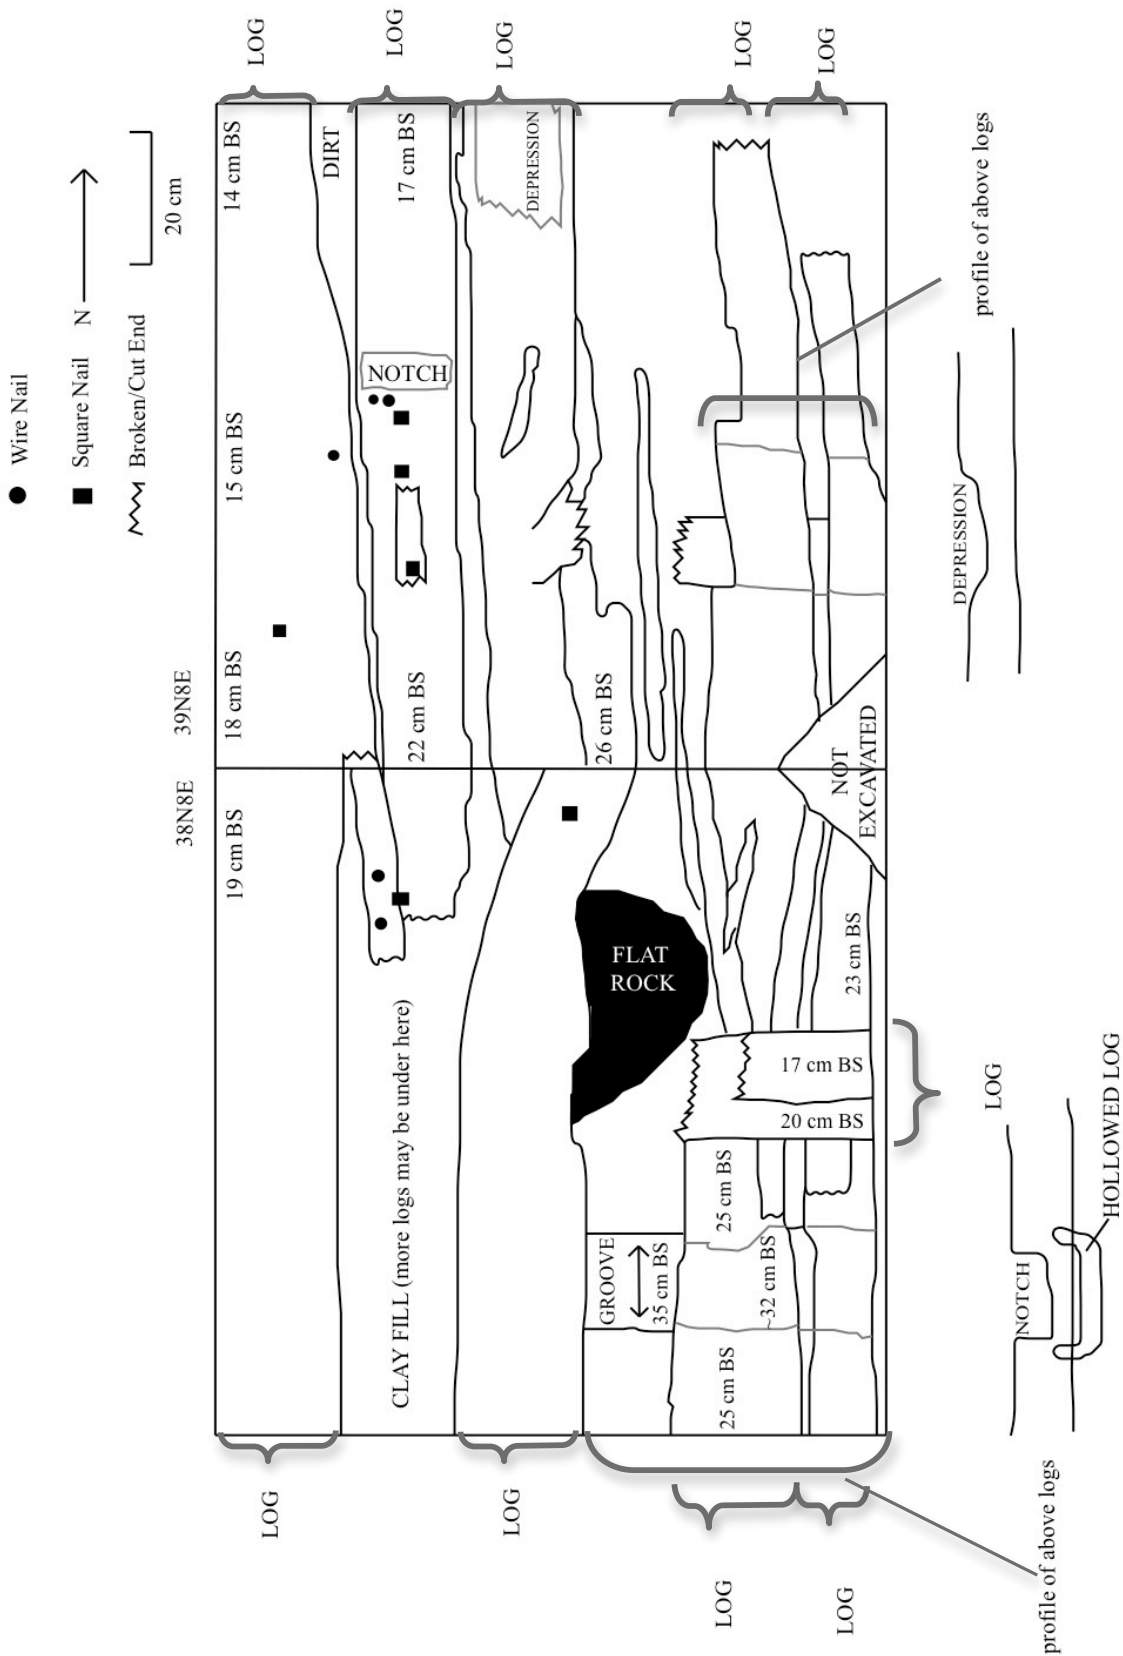 Wire Nail
Square Nail
Broken/Cut End
N
20 cm
38N8E
39N8E
LOG
19 cm BS
18 cm BS
15 cm BS
14 cm BS
LOG
DIRT
CLAY FILL (more logs may be under here)
22 cm BS
NOTCH
17 cm BS
LOG
LOG
DEPRESSION
LOG
GROOVE
35 cm BS
FLAT
ROCK
26 cm BS
LOG
25 cm BS
25 cm BS
~32 cm BS
LOG
LOG
17 cm BS
20 cm BS
23 cm BS
NOT
EXCAVATED
LOG
LOG
NOTCH
HOLLOWED LOG
DEPRESSION
profile of above logs
profile of above logs